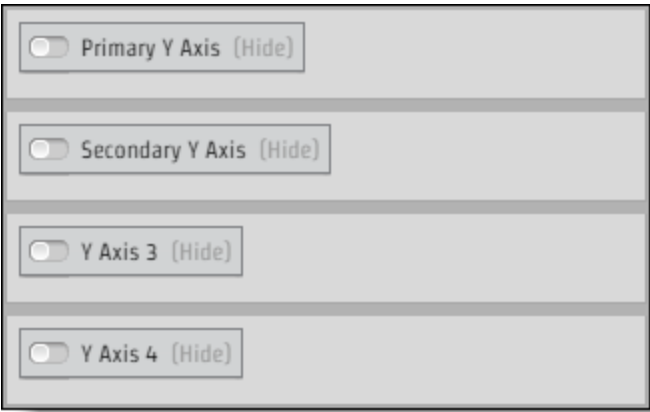 Primary Y Axis (Hide)
Secondary Y Axis (Hide)
Y Axis 3 (Hide)
Y Axis 4 (Hide)